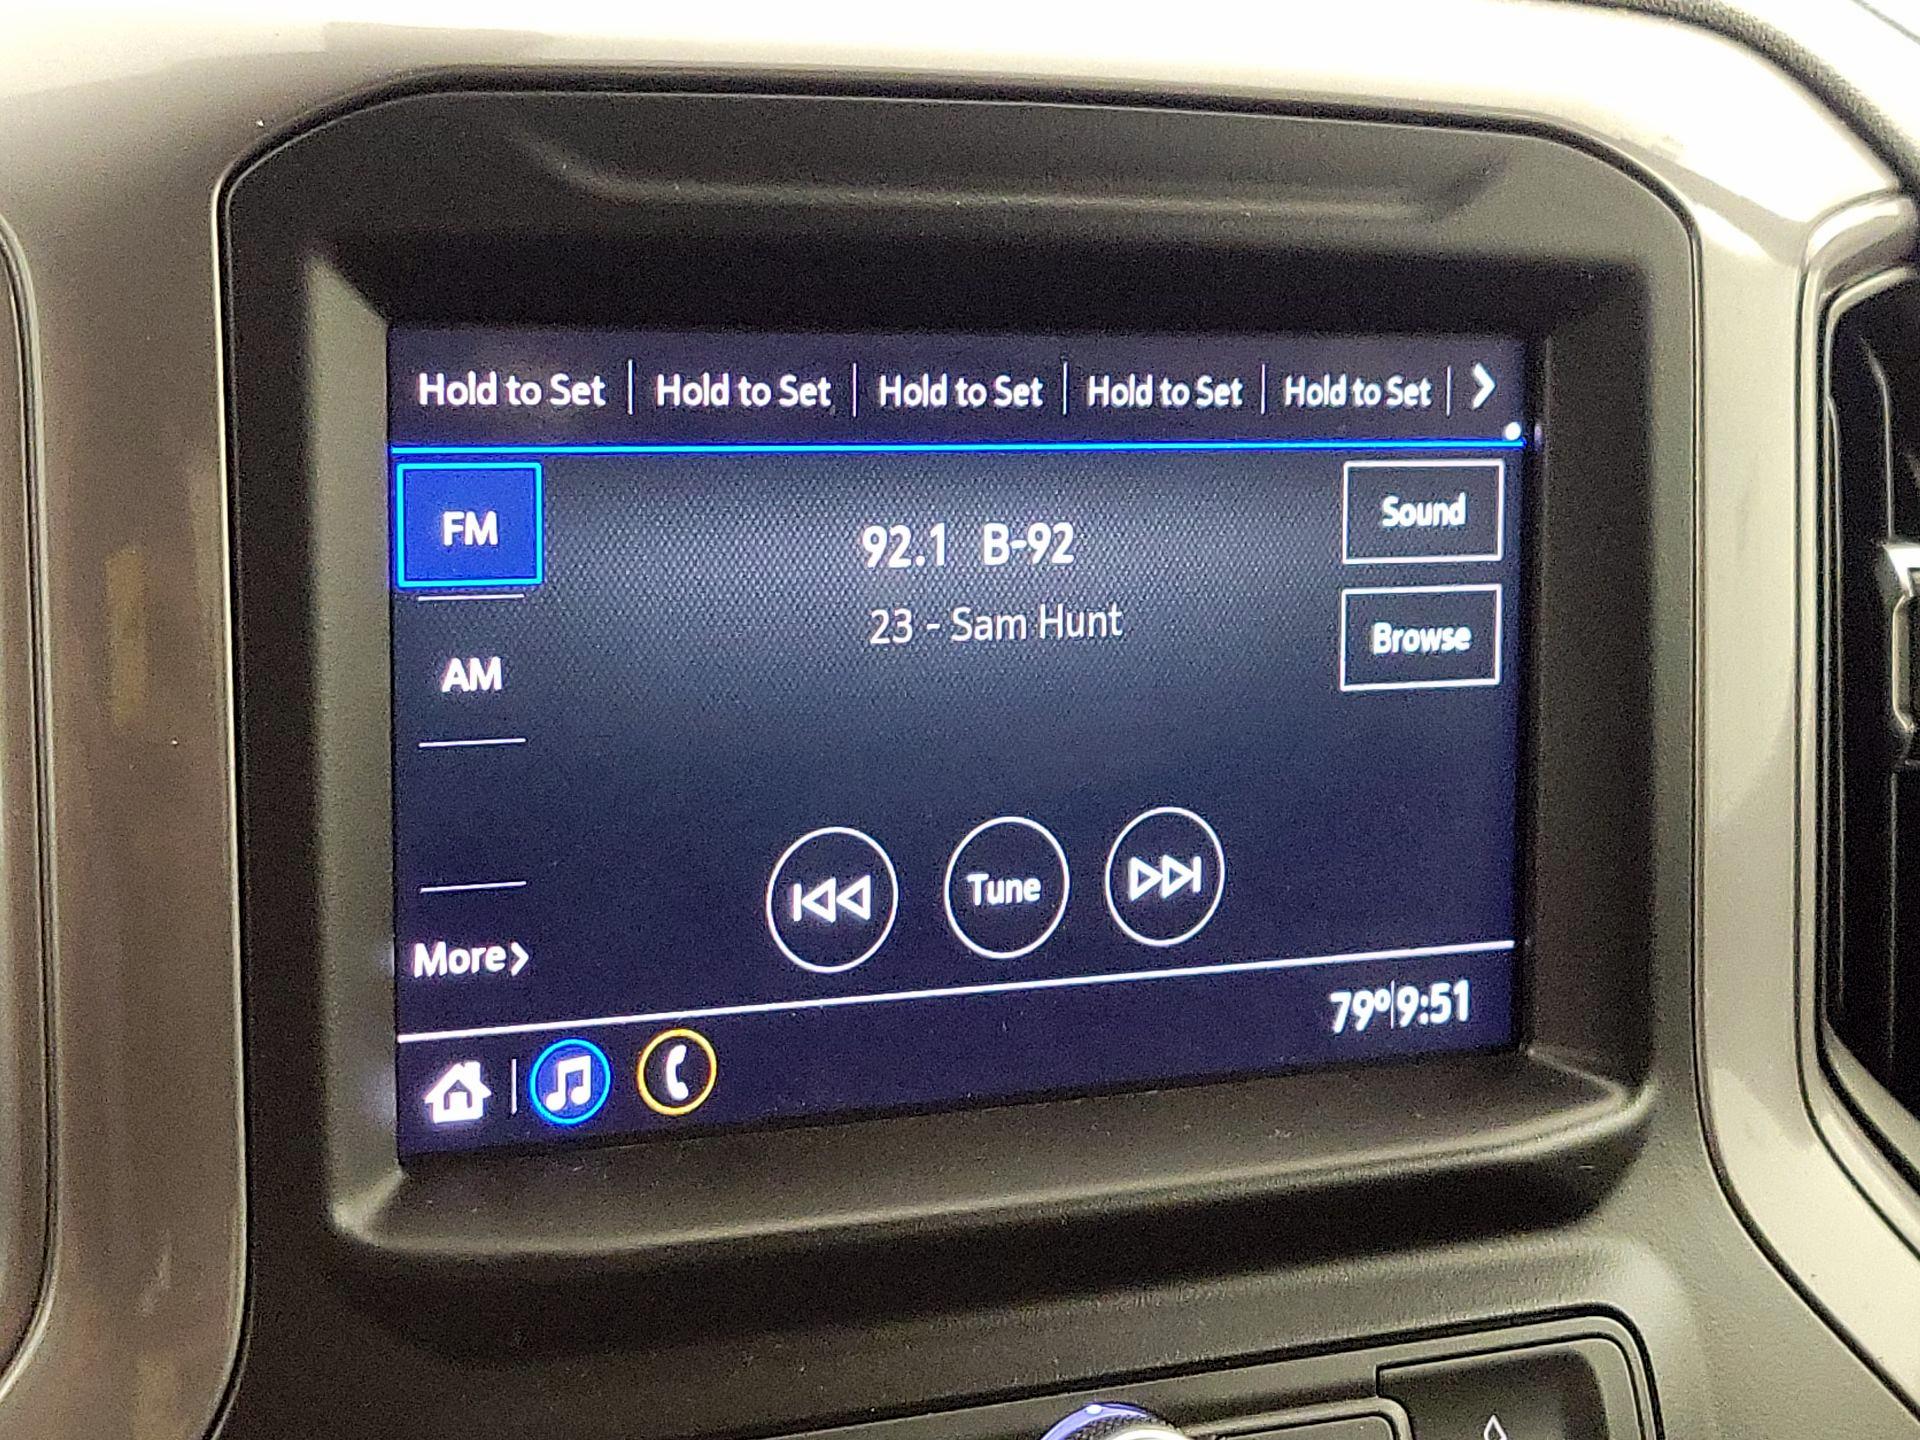 Hold to Set | Hold to Set | Hold to Set | Hold to Set | Hold to Set |
FM
92.1 B-92
Sound
23 - Sam Hunt
Browse
AM
Tune
More
79°|9:51